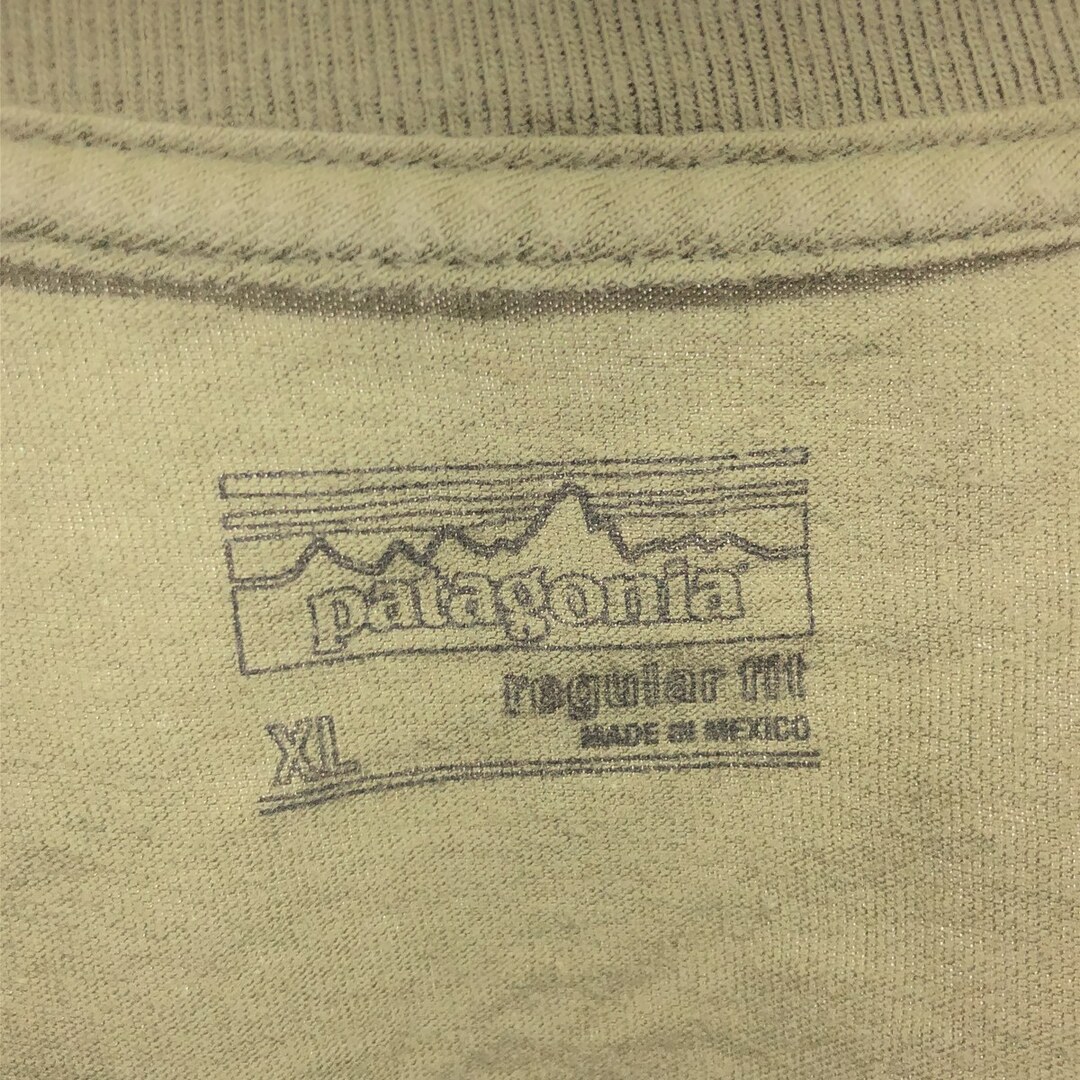 patagonia
regular fit
MADE IN MEXICO
XL